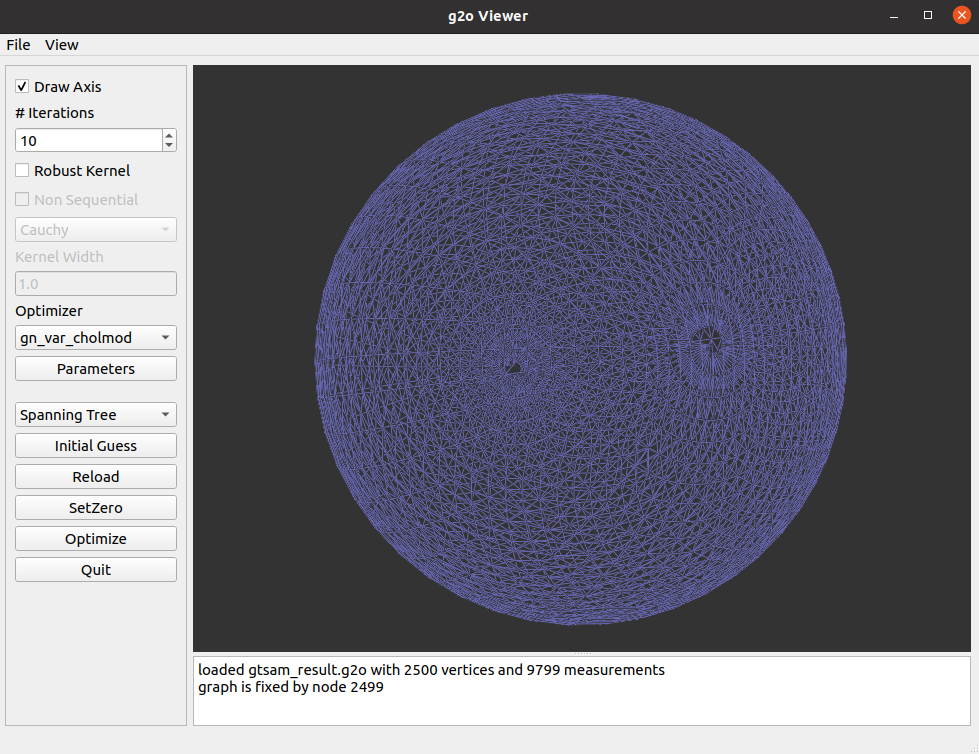 g2o Viewer
File View
Draw Axis
# Iterations
10
Robust Kernel
Non Sequential
Cauchy
Kernel Width
1.0
Optimizer
gn_var_cholmod
Parameters
Spanning Tree
Initial Guess
Reload
SetZero
Optimize
Quit
loaded gtsam_result.g2o with 2500 vertices and 9799 measurements
graph is fixed by node 2499